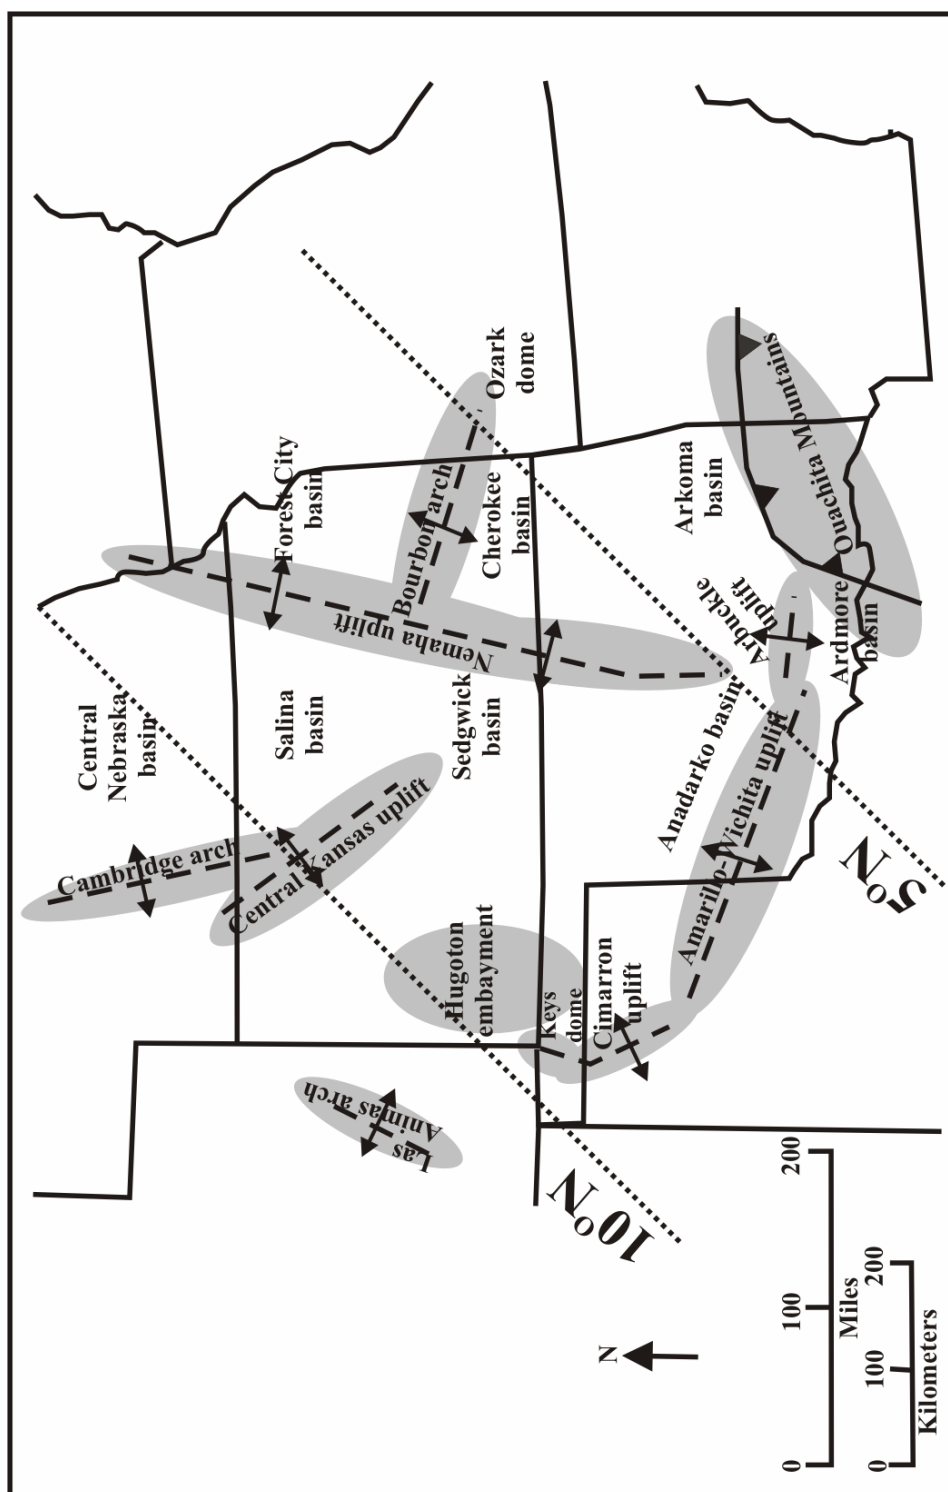 Central
Nebraska
basin
Cambridge arch
Salina
basin
Forest City
basin
Central Kansas uplift
Nemaha uplift
Bourbon arch
Ozark
dome
Las
Animas arch
Hugoton
embayment
Sedgwick
basin
Cherokee
basin
Keys
dome
Cimarron
uplift
Anadarko basin
Amarillo-Wichita uplift
Arbuckle
uplift
Arkoma
basin
Ardmore
basin
Ouachita Mountains
10°N
5°N
N
0 100 200
Miles
0 100 200
Kilometers